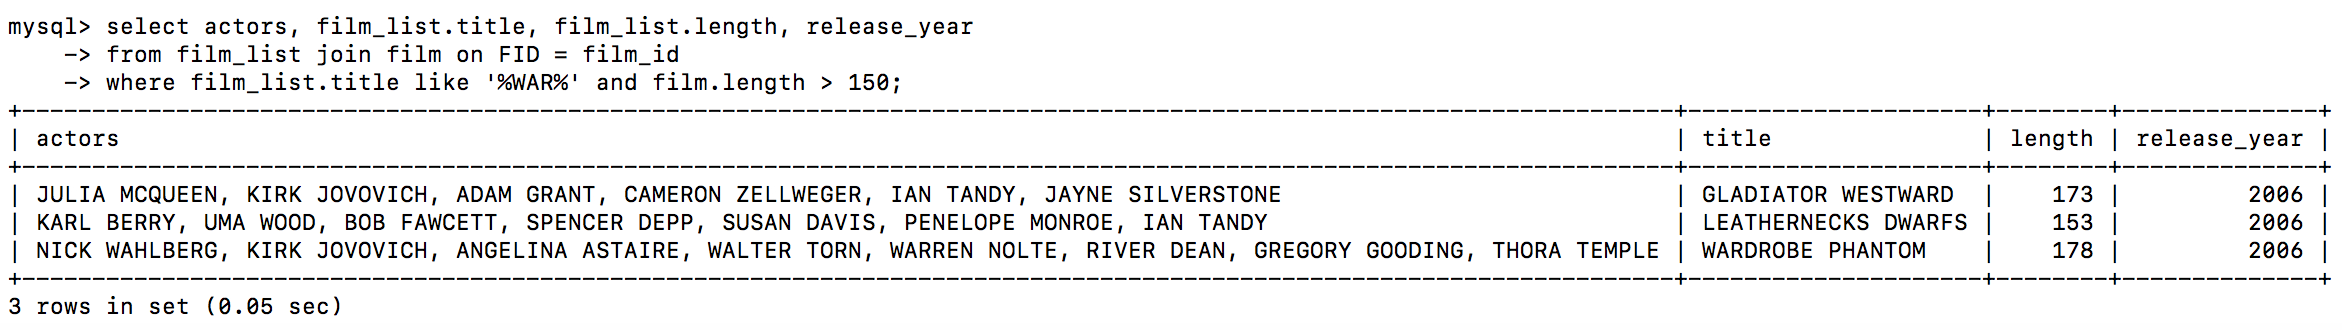 mysql> select actors, film_list.title, film_list.length, release_year
    -> from film_list join film on FID = film_id
    -> where film_list.title like '%WAR%' and film.length > 150;
+----------------------------------------------------------------------------------------------------------------------+---------------------+--------+--------------+
| actors                                                                                                               | title               | length | release_year |
+----------------------------------------------------------------------------------------------------------------------+---------------------+--------+--------------+
| JULIA MCQUEEN, KIRK JOVOVICH, ADAM GRANT, CAMERON ZELLWEGER, IAN TANDY, JAYNE SILVERSTONE                            | GLADIATOR WESTWARD  |    173 |         2006 |
| KARL BERRY, UMA WOOD, BOB FAWCETT, SPENCER DEPP, SUSAN DAVIS, PENELOPE MONROE, IAN TANDY                             | LEATHERNECKS DWARFS |    153 |         2006 |
| NICK WAHLBERG, KIRK JOVOVICH, ANGELINA ASTAIRE, WALTER TORN, WARREN NOLTE, RIVER DEAN, GREGORY GOODING, THORA TEMPLE | WARDROBE PHANTOM    |    178 |         2006 |
+----------------------------------------------------------------------------------------------------------------------+---------------------+--------+--------------+
3 rows in set (0.05 sec)